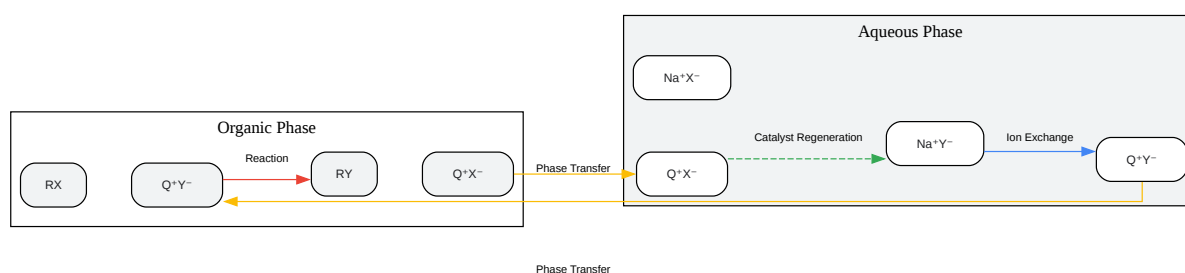 Aqueous Phase
Na⁺X⁻
Organic Phase
RX
Q⁺Y⁻
Reaction
RY
Q⁺X⁻
Phase Transfer
Q⁺X⁻
Catalyst Regeneration
Na⁺Y⁻
Ion Exchange
Q⁺Y⁻
Phase Transfer